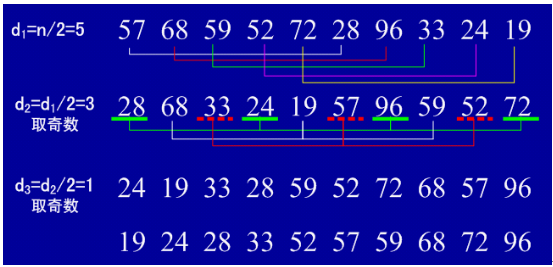 d₁=n/2=5 57 68 59 52 72 28 96 33 24 19
d₂=d₁/2=3 28 68 33 24 19 57 96 59 52 72
取奇数
d₃=d₂/2=1 24 19 33 28 59 52 72 68 57 96
取奇数
19 24 28 33 52 57 59 68 72 96